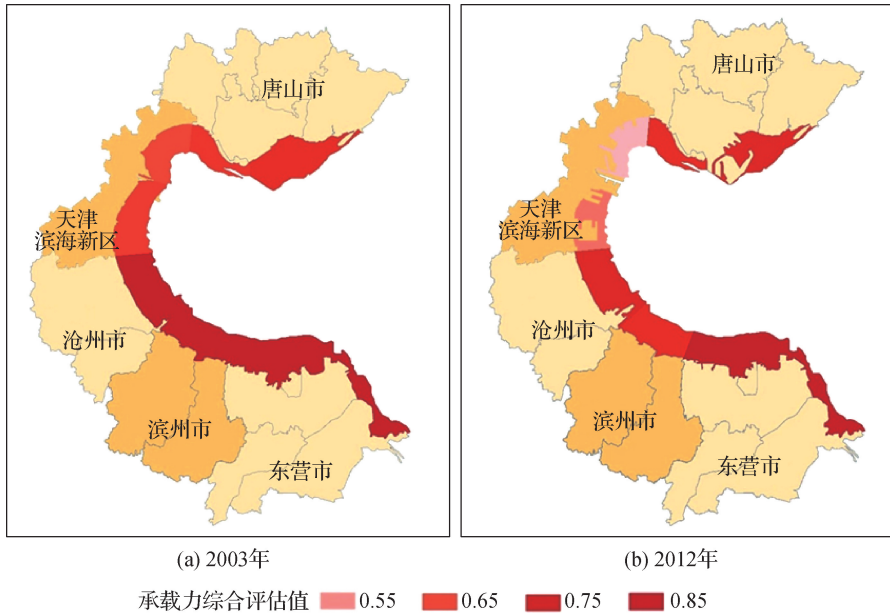 唐山市
天津
滨海新区
沧州市
滨州市
东营市
(a) 2003年
唐山市
天津
滨海新区
沧州市
滨州市
东营市
(b) 2012年
承载力综合评估值 0.55 0.65 0.75 0.85